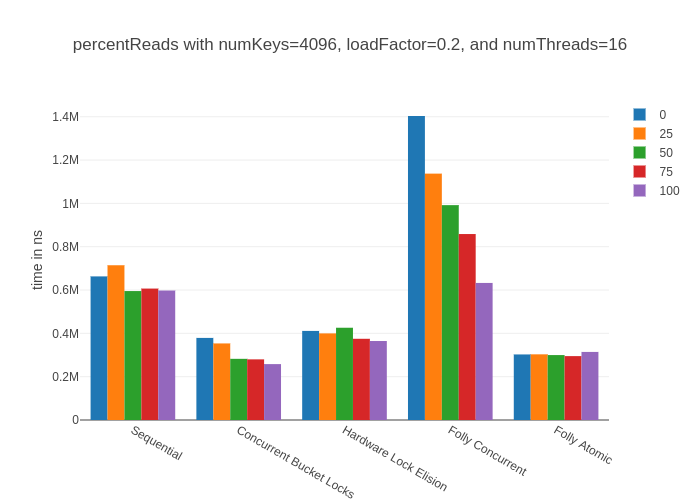 percentReads with numKeys=4096, loadFactor=0.2, and numThreads=16
1.4M
1.2M
1M
0.8M
0.6M
0.4M
0.2M
0
time in ns
Sequential
Concurrent Bucket Locks
Hardware Lock Elision
Folly Concurrent
Folly Atomic
0
25
50
75
100